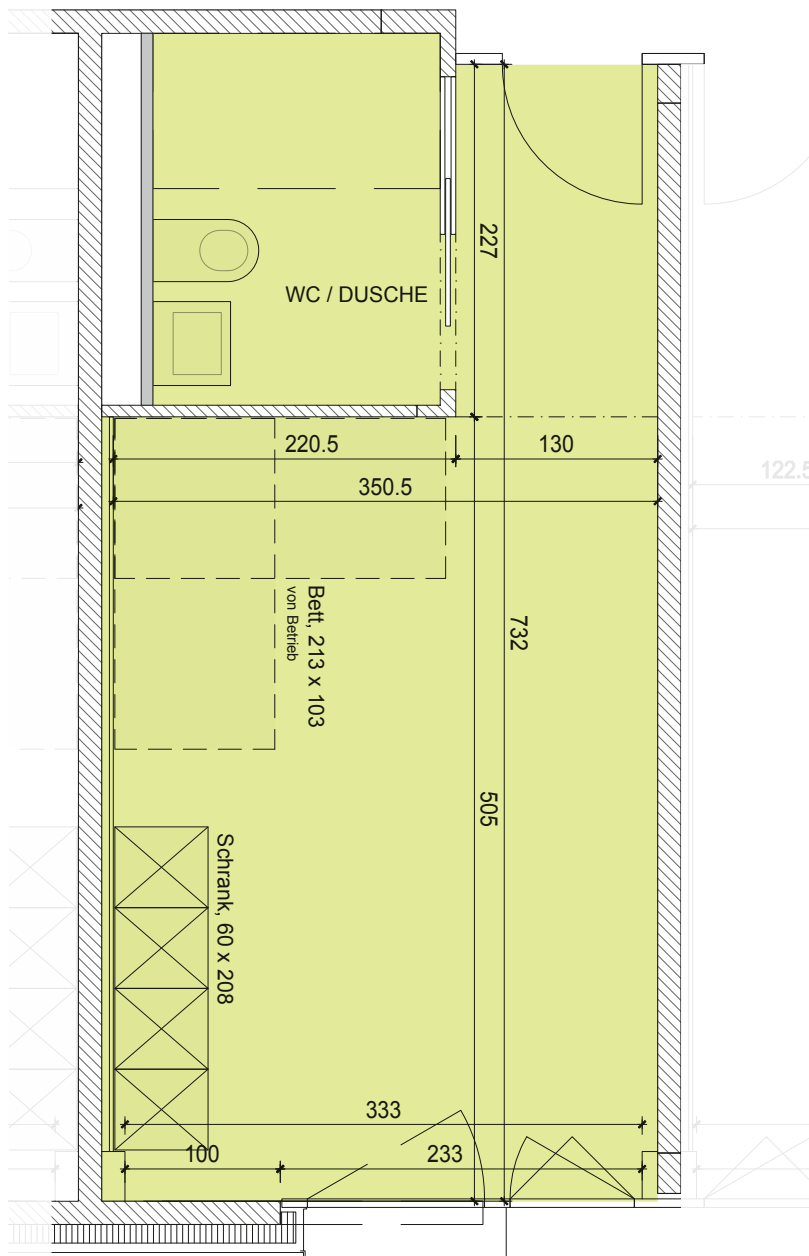 227
WC / DUSCHE
220.5
130
350.5
122.5
Bett, 213 x 103
von Betrieb
732
505
Schrank, 60 x 208
333
100
233